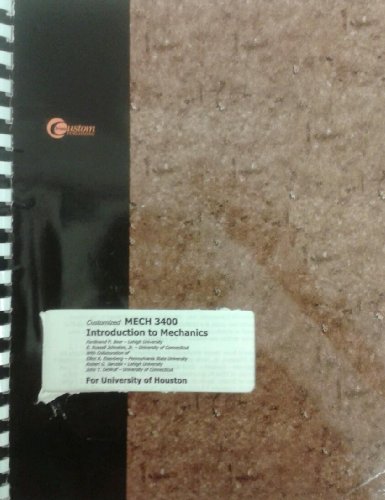 Custom
Customized MECH 3400
Introduction to Mechanics
Ferdinand P. Beer – Lehigh University
E. Russell Johnston, Jr. – University of Connecticut
With Collaboration of
Elliot R. Eisenberg – Pennsylvania State University
Robert G. Sarubbi – Lehigh University
John T. DeWolf – University of Connecticut
For University of Houston